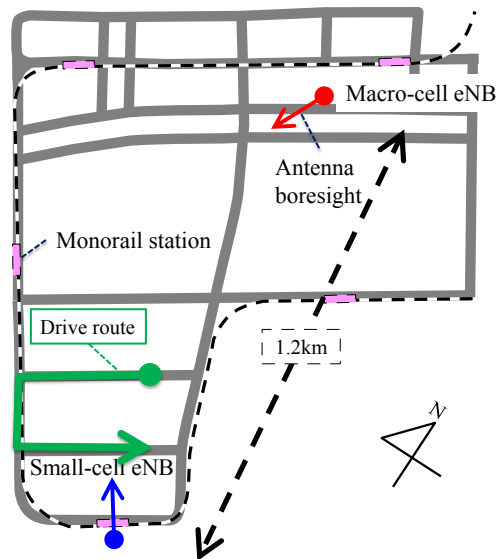 Macro-cell eNB
Antenna
boresight
Monorail station
Drive route
1.2km
N
Small-cell eNB